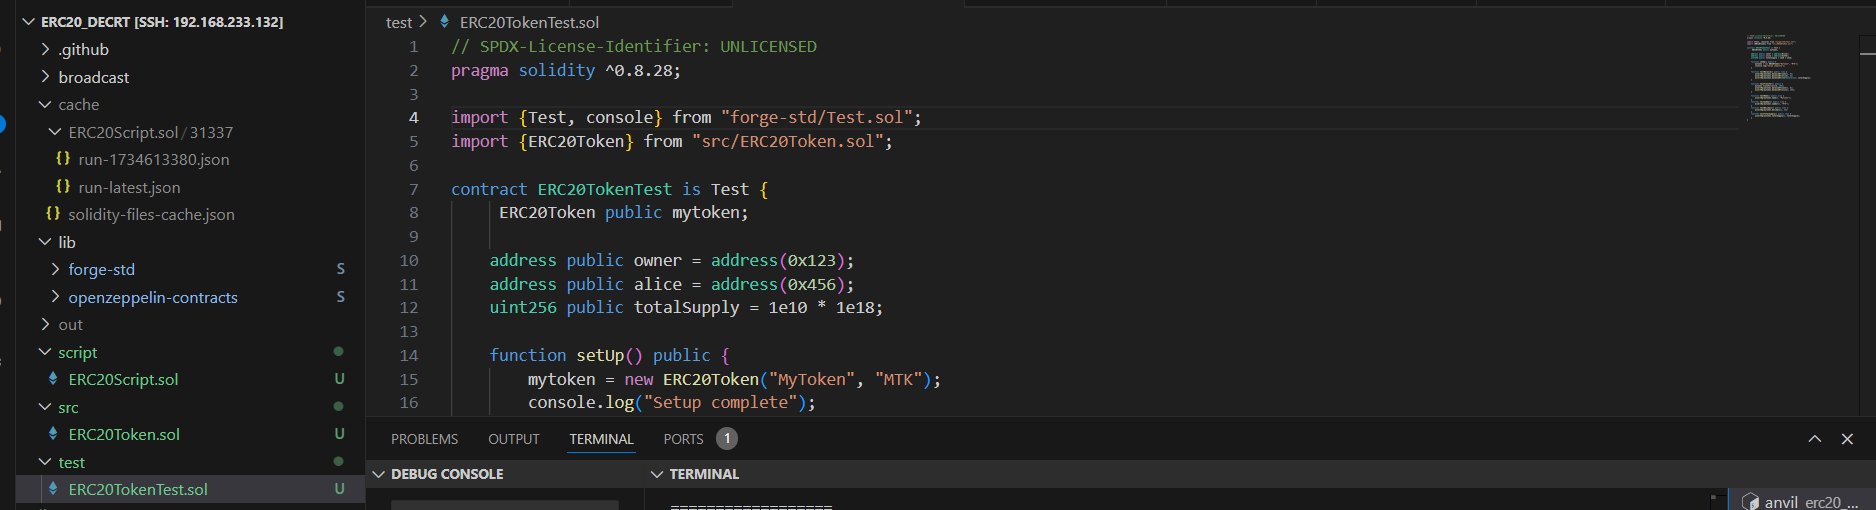 ERC20_DECRT [SSH: 192.168.233.132]
.github
broadcast
cache
ERC20Script.sol / 31337
{} run-1734613380.json
{} run-latest.json
{} solidity-files-cache.json
lib
forge-std S
openzeppelin-contracts S
out
script
ERC20Script.sol U
src
ERC20Token.sol U
test
ERC20TokenTest.sol U
test > ERC20TokenTest.sol
1 // SPDX-License-Identifier: UNLICENSED
2 pragma solidity ^0.8.28;
3
4 import {Test, console} from "forge-std/Test.sol";
5 import {ERC20Token} from "src/ERC20Token.sol";
6
7 contract ERC20TokenTest is Test {
8 ERC20Token public mytoken;
9
10 address public owner = address(0x123);
11 address public alice = address(0x456);
12 uint256 public totalSupply = 1e10 * 1e18;
13
14 function setUp() public {
15 mytoken = new ERC20Token("MyToken", "MTK");
16 console.log("Setup complete");
PROBLEMS OUTPUT TERMINAL PORTS 1
DEBUG CONSOLE
TERMINAL
==================
anvil erc20_...